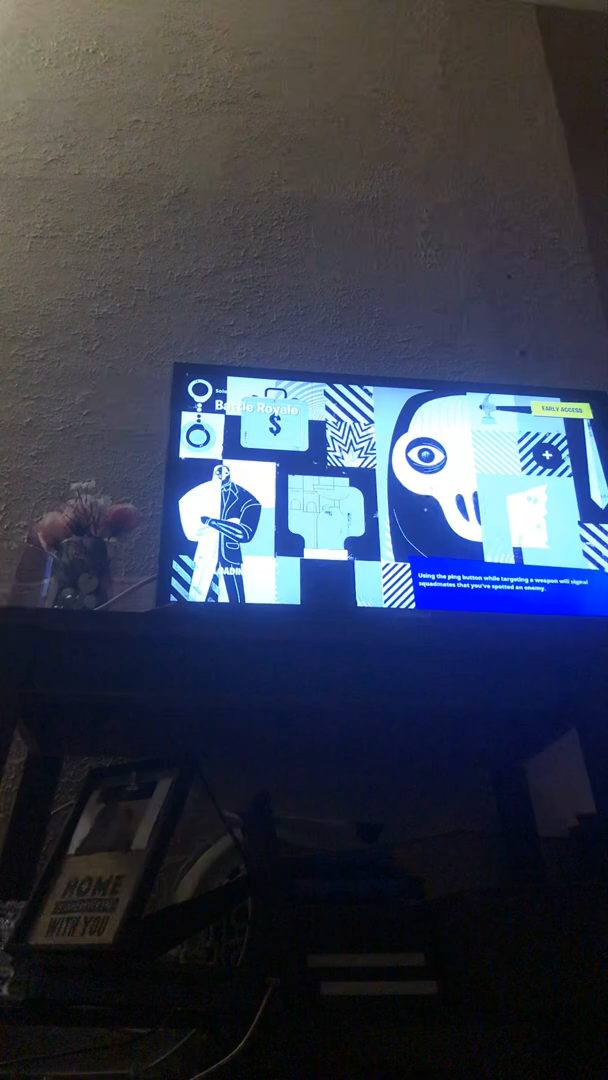 Solo
Battle Royale
EARLY ACCESS
$
Using the ping button while targeting a weapon will signal
squadmates that you've spotted an enemy.
HOME
WITH YOU